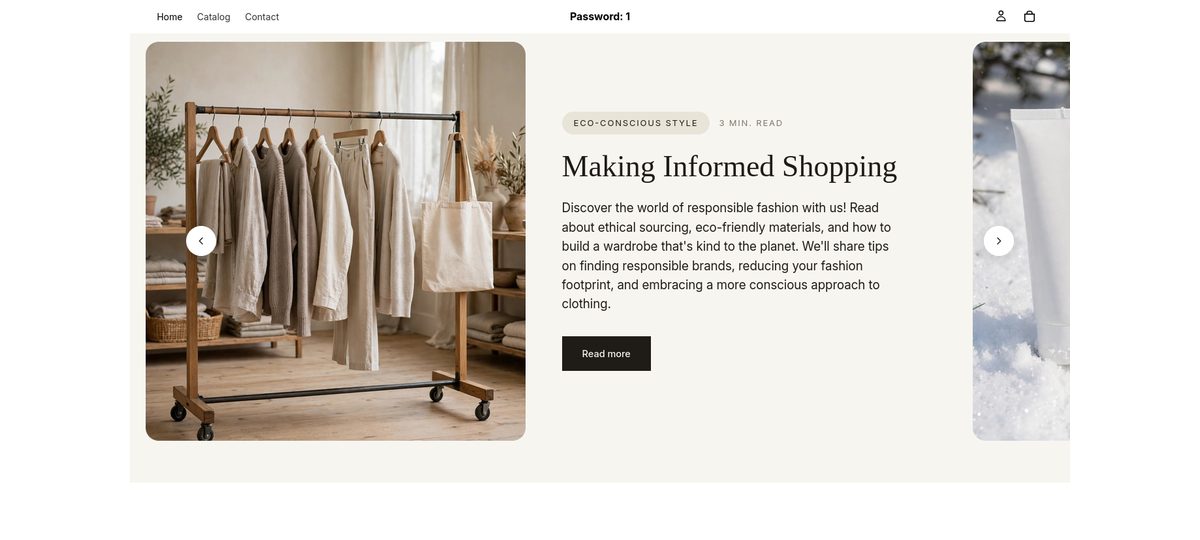 Home Catalog Contact Password: 1
ECO-CONSCIOUS STYLE 3 MIN. READ
Making Informed Shopping
Discover the world of responsible fashion with us! Read
about ethical sourcing, eco-friendly materials, and how to
build a wardrobe that's kind to the planet. We'll share tips
on finding responsible brands, reducing your fashion
footprint, and embracing a more conscious approach to
clothing.
Read more